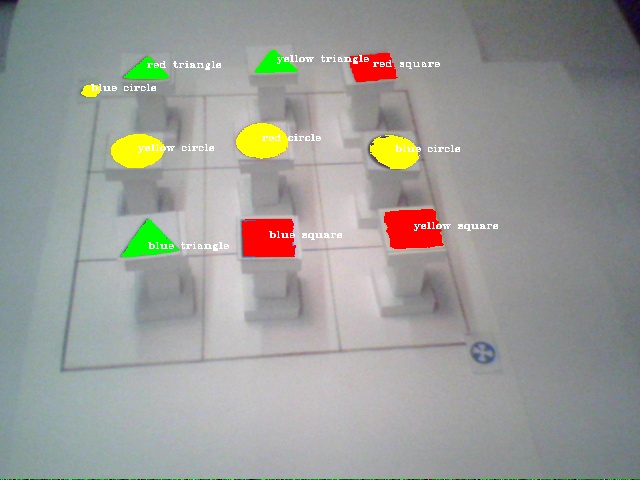 red triangle
yellow triangle
red square
blue circle
yellow circle
red circle
blue circle
blue triangle
blue square
yellow square